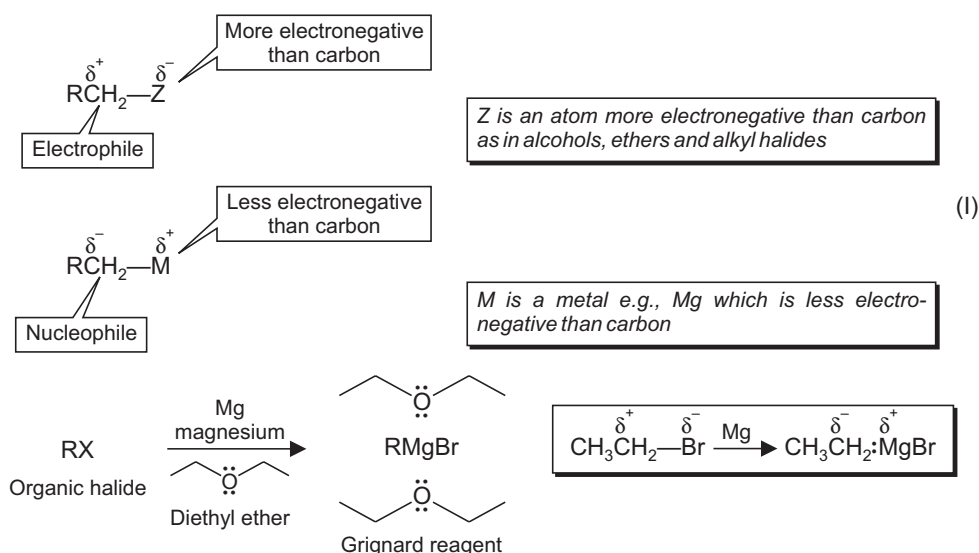 More electronegative
than carbon
δ+ δ−
RCH2—Z
Electrophile
Z is an atom more electronegative than carbon
as in alcohols, ethers and alkyl halides
Less electronegative
than carbon
(I)
δ− δ+
RCH2—M
Nucleophile
M is a metal e.g., Mg which is less electro-
negative than carbon
Mg
magnesium
RX
Organic halide
O
Diethyl ether
O
RMgBr
O
Grignard reagent
δ+ δ− δ− δ+
CH3CH2—Br Mg CH3CH2:MgBr